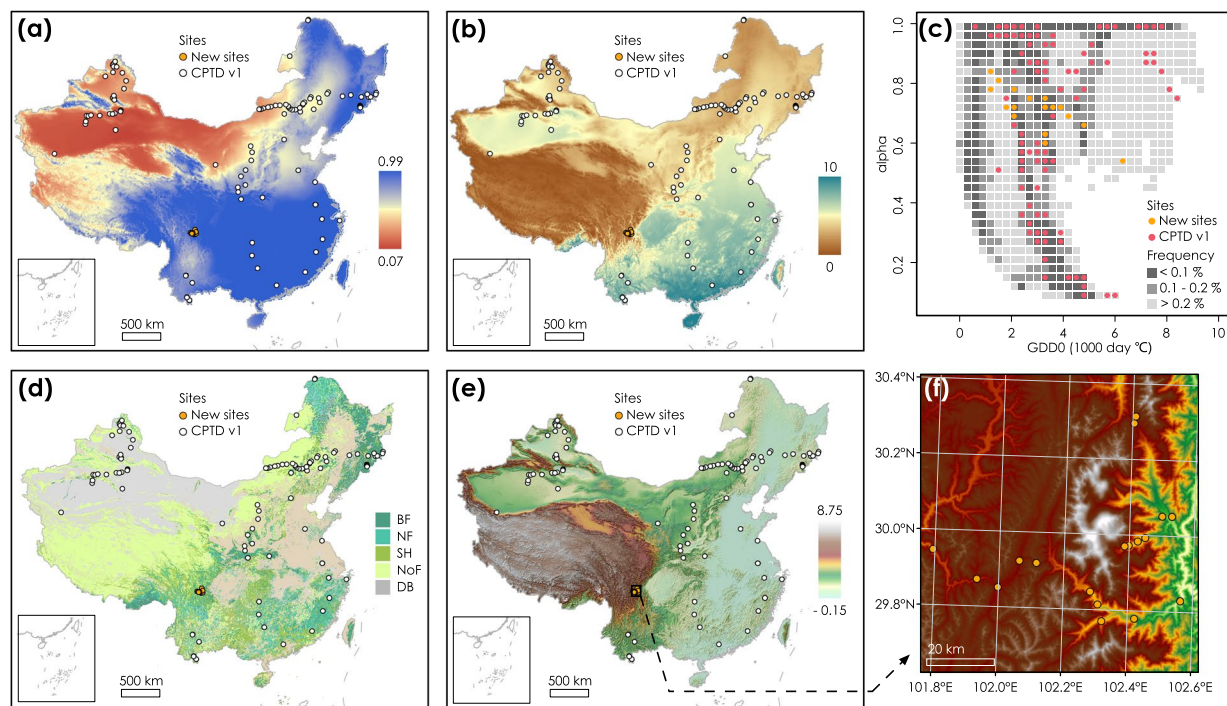 (a)
Sites
New sites
CPTD v1
0.99
0.07
500 km
(b)
Sites
New sites
CPTD v1
10
0
500 km
(c)
1.0
0.8
0.6
0.4
0.2
alpha
Sites
New sites
CPTD v1
Frequency
< 0.1 %
0.1 - 0.2 %
> 0.2 %
0 2 4 6 8 10
GDD0 (1000 day ℃)
(d)
Sites
New sites
CPTD v1
BF
NF
SH
NoF
DB
500 km
(e)
Sites
New sites
CPTD v1
8.75
- 0.15
500 km
(f)
30.4°N
30.2°N
30.0°N
29.8°N
20 km
101.8°E 102.0°E 102.2°E 102.4°E 102.6°E